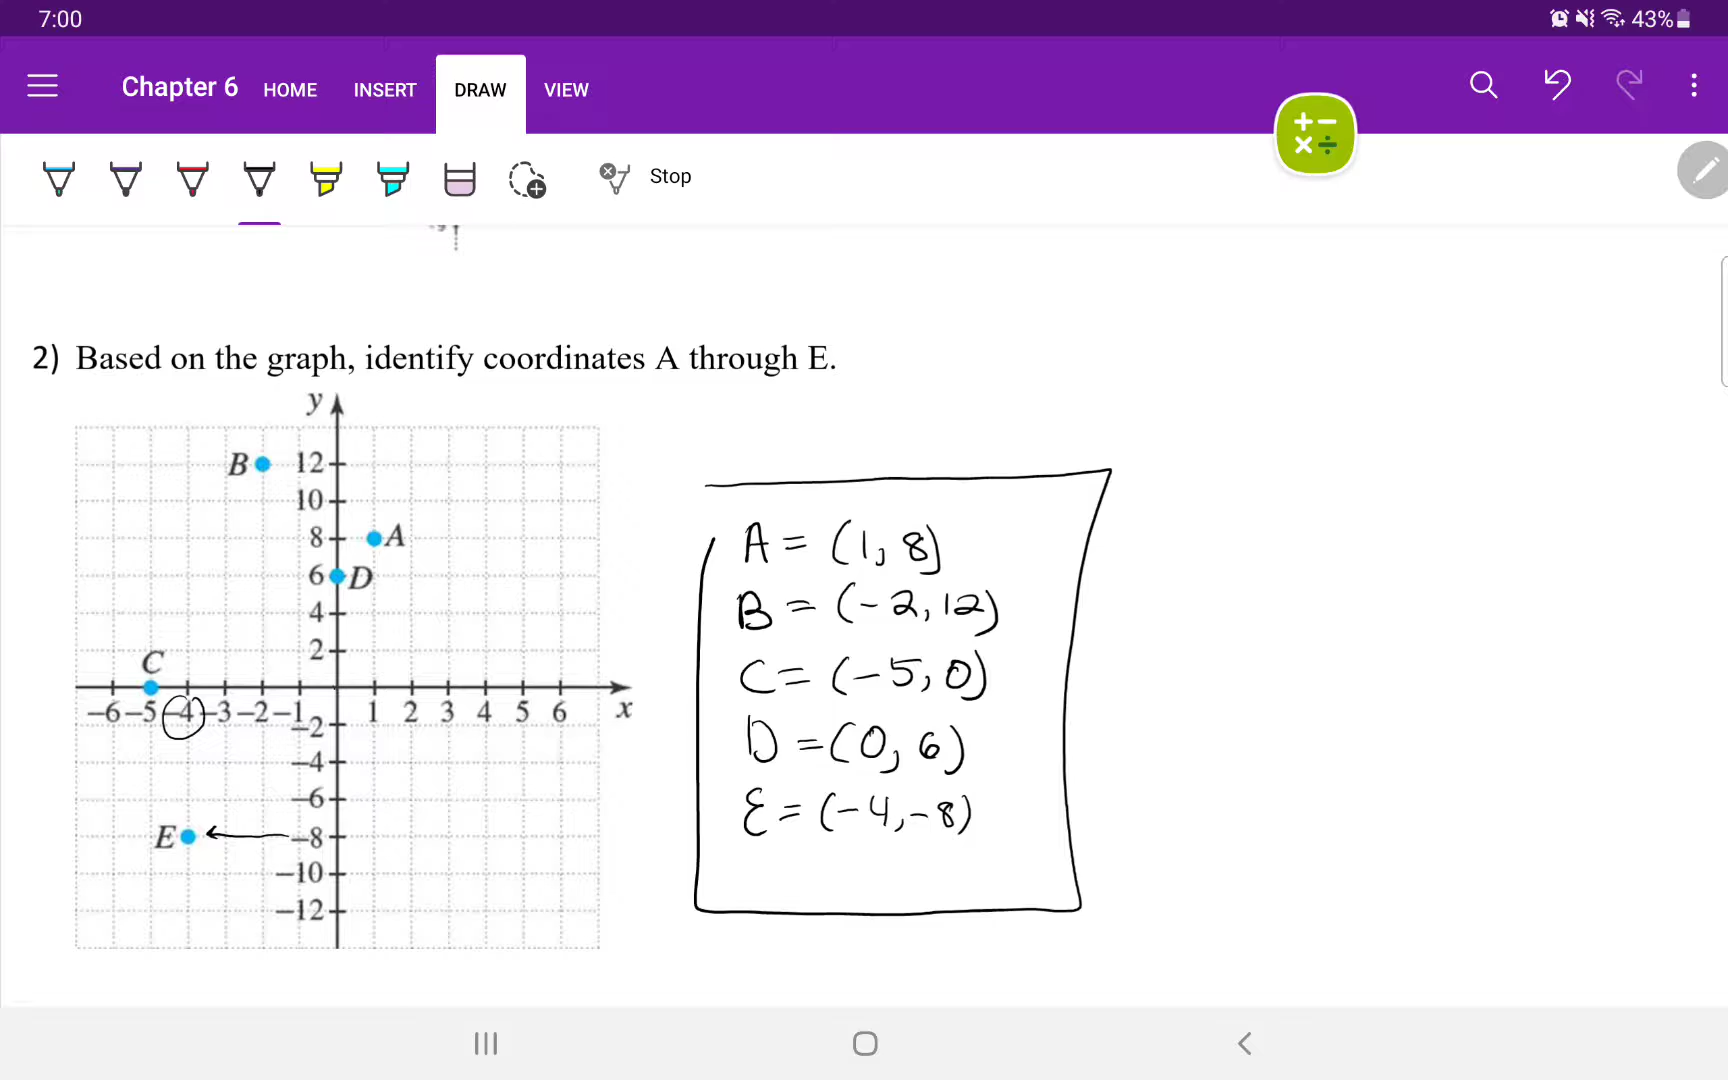 7:00
43%
Chapter 6 HOME INSERT DRAW VIEW
+− ×÷
Stop
-9
2) Based on the graph, identify coordinates A through E.
y
B 12
10
8 A
6 D
4
C 2
−6 −5 −4 −3 −2 −1 1 2 3 4 5 6 x
−2
−4
−6
E −8
−10
−12
A = (1, 8)
B = (-2, 12)
C = (-5, 0)
D = (0, 6)
E = (-4, -8)